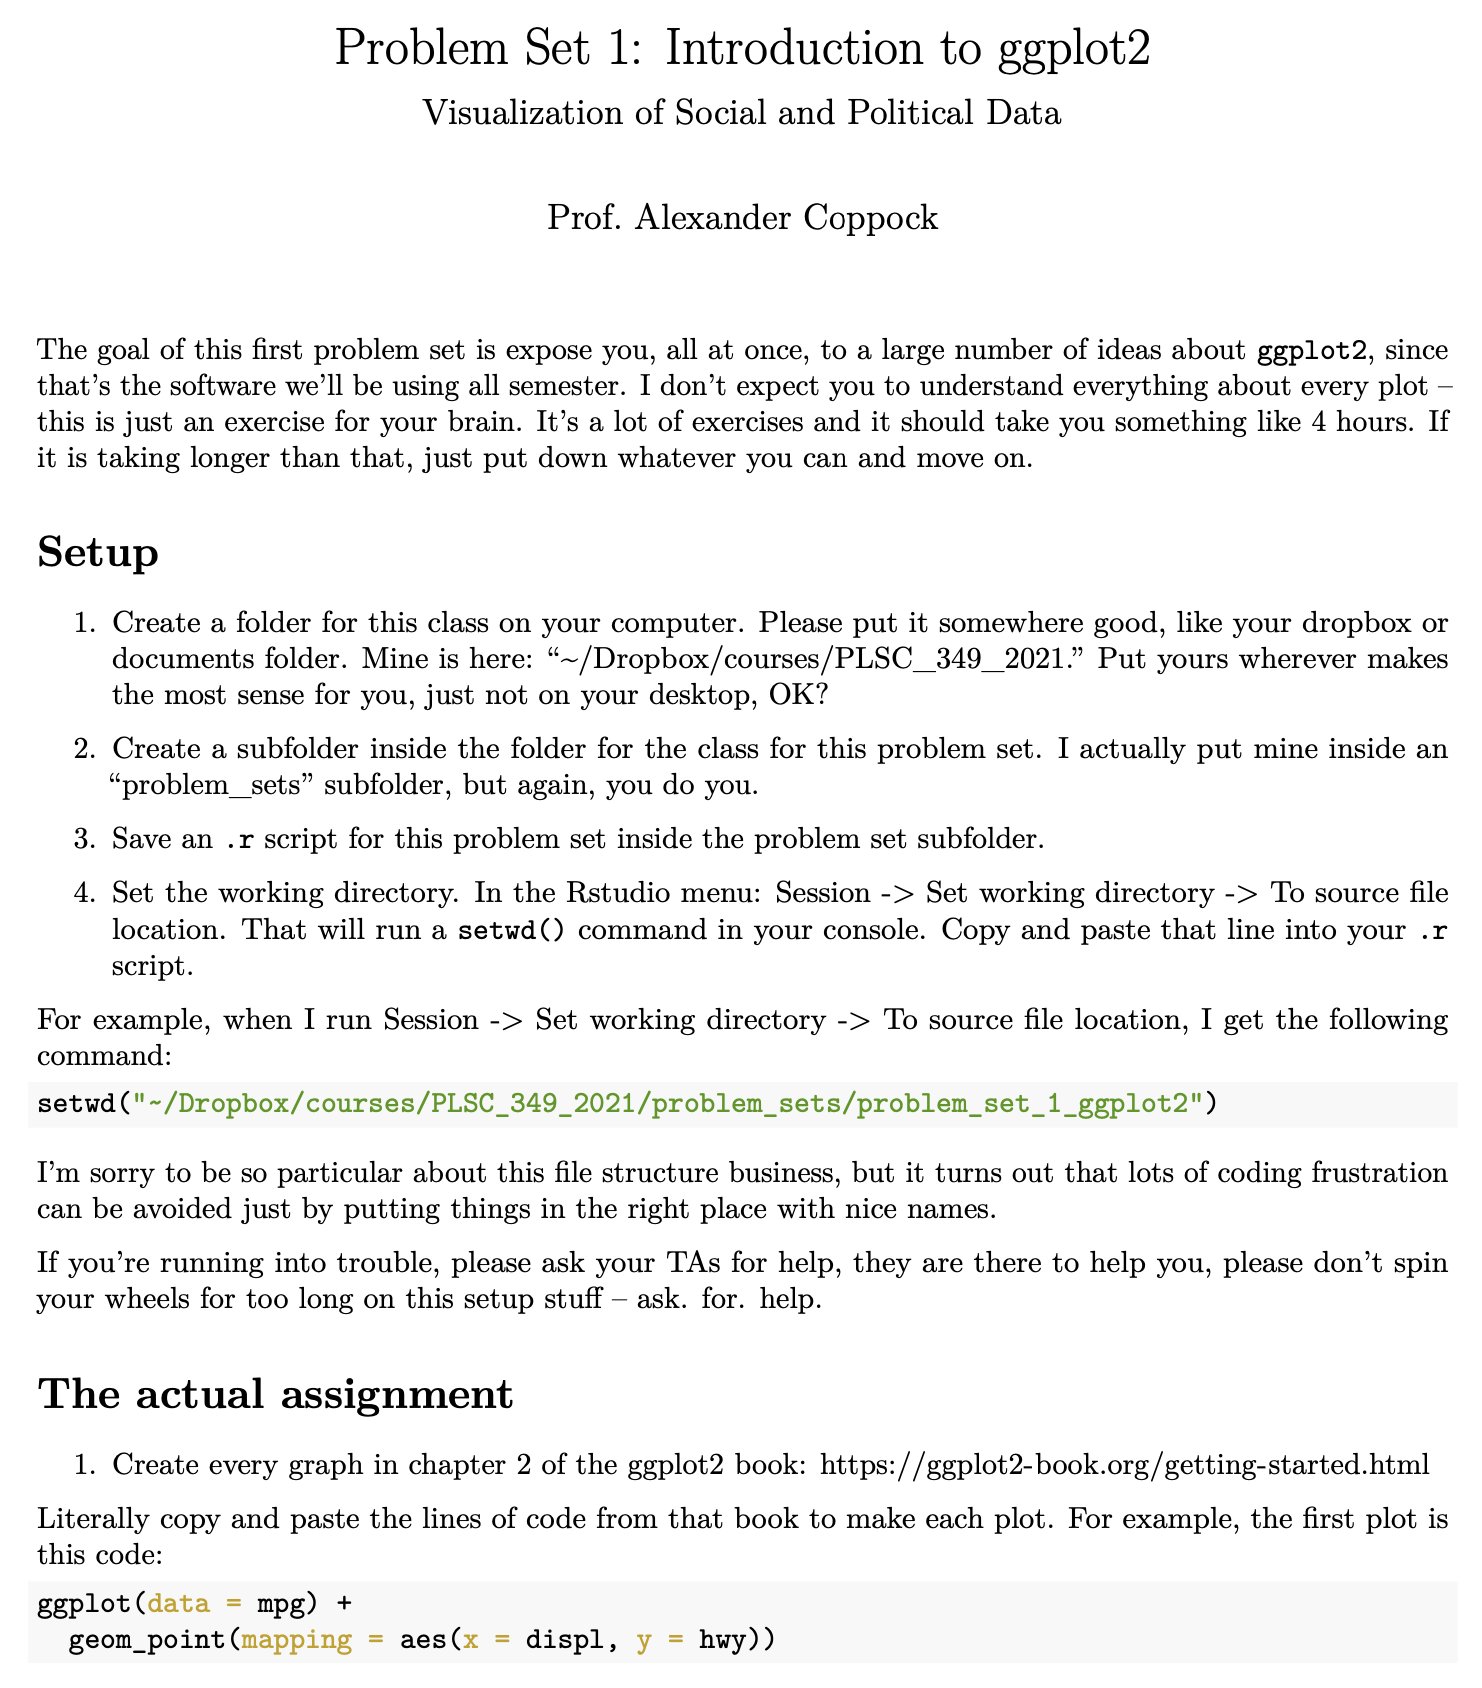 Problem Set 1: Introduction to ggplot2
Visualization of Social and Political Data
Prof. Alexander Coppock
The goal of this first problem set is expose you, all at once, to a large number of ideas about ggplot2, since
that’s the software we’ll be using all semester. I don’t expect you to understand everything about every plot –
this is just an exercise for your brain. It’s a lot of exercises and it should take you something like 4 hours. If
it is taking longer than that, just put down whatever you can and move on.
Setup
1. Create a folder for this class on your computer. Please put it somewhere good, like your dropbox or
documents folder. Mine is here: “~/Dropbox/courses/PLSC_349_2021.” Put yours wherever makes
the most sense for you, just not on your desktop, OK?
2. Create a subfolder inside the folder for the class for this problem set. I actually put mine inside an
“problem_sets” subfolder, but again, you do you.
3. Save an .r script for this problem set inside the problem set subfolder.
4. Set the working directory. In the Rstudio menu: Session -> Set working directory -> To source file
location. That will run a setwd() command in your console. Copy and paste that line into your .r
script.
For example, when I run Session -> Set working directory -> To source file location, I get the following
command:
setwd("~/Dropbox/courses/PLSC_349_2021/problem_sets/problem_set_1_ggplot2")
I’m sorry to be so particular about this file structure business, but it turns out that lots of coding frustration
can be avoided just by putting things in the right place with nice names.
If you’re running into trouble, please ask your TAs for help, they are there to help you, please don’t spin
your wheels for too long on this setup stuff – ask. for. help.
The actual assignment
1. Create every graph in chapter 2 of the ggplot2 book: https://ggplot2-book.org/getting-started.html
Literally copy and paste the lines of code from that book to make each plot. For example, the first plot is
this code:
ggplot(data = mpg) +
  geom_point(mapping = aes(x = displ, y = hwy))